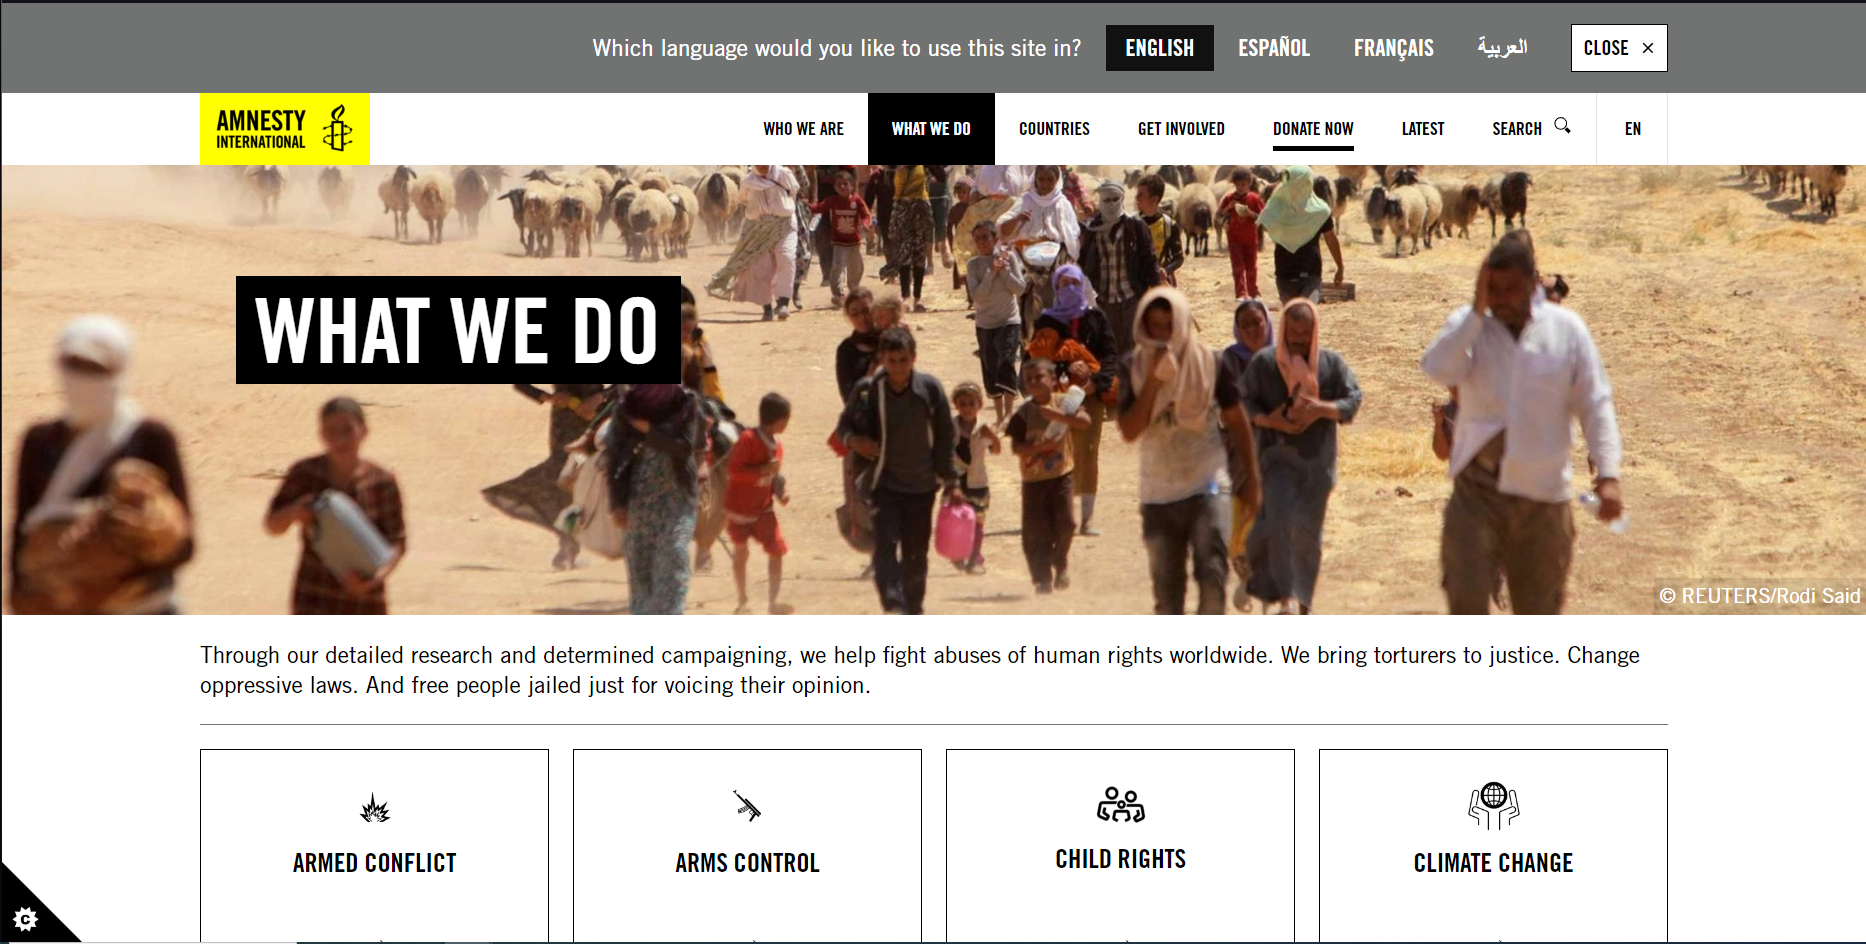 Which language would you like to use this site in?
ENGLISH
ESPAÑOL
FRANÇAIS
العربية
CLOSE ×
AMNESTY
INTERNATIONAL
WHO WE ARE
WHAT WE DO
COUNTRIES
GET INVOLVED
DONATE NOW
LATEST
SEARCH
EN
WHAT WE DO
© REUTERS/Rodi Said
Through our detailed research and determined campaigning, we help fight abuses of human rights worldwide. We bring torturers to justice. Change
oppressive laws. And free people jailed just for voicing their opinion.
ARMED CONFLICT
ARMS CONTROL
CHILD RIGHTS
CLIMATE CHANGE
C